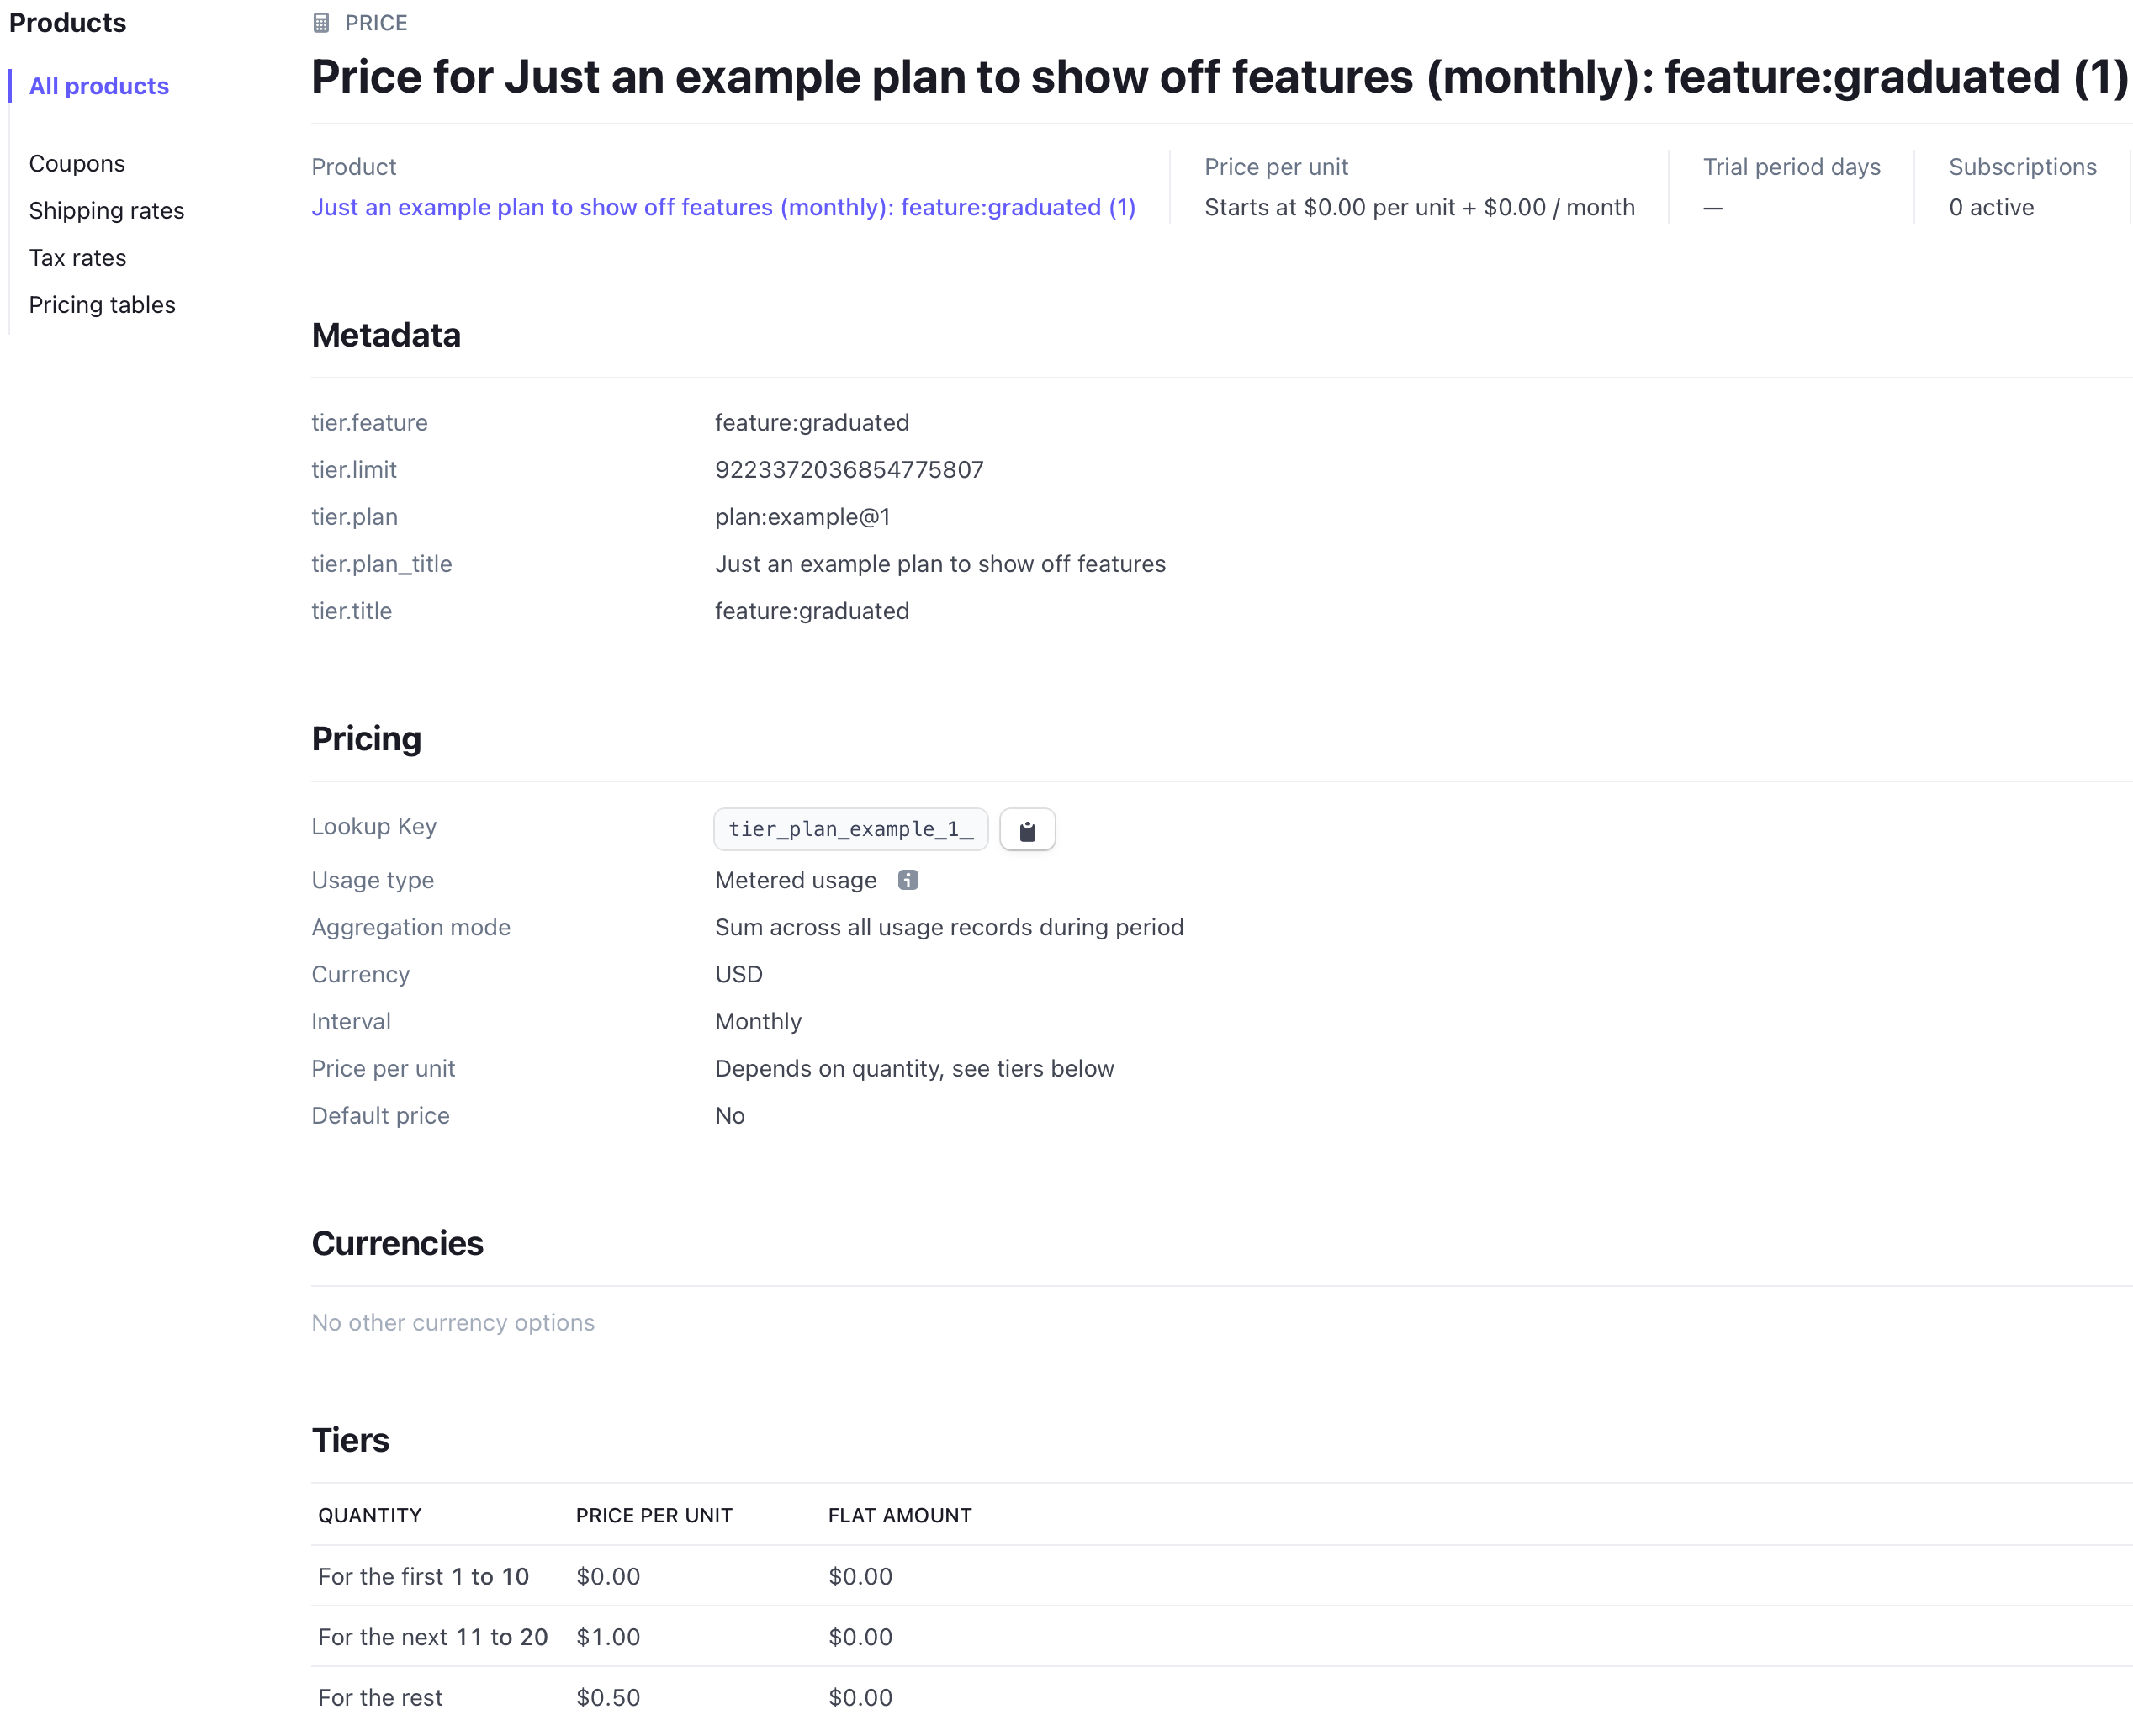 Products
All products
Coupons
Shipping rates
Tax rates
Pricing tables
PRICE
Price for Just an example plan to show off features (monthly): feature:graduated (1)
Product Price per unit Trial period days Subscriptions
Just an example plan to show off features (monthly): feature:graduated (1) Starts at $0.00 per unit + $0.00 / month — 0 active
Metadata
tier.feature feature:graduated
tier.limit 9223372036854775807
tier.plan plan:example@1
tier.plan_title Just an example plan to show off features
tier.title feature:graduated
Pricing
Lookup Key tier_plan_example_1_
Usage type Metered usage
Aggregation mode Sum across all usage records during period
Currency USD
Interval Monthly
Price per unit Depends on quantity, see tiers below
Default price No
Currencies
No other currency options
Tiers
QUANTITY PRICE PER UNIT FLAT AMOUNT
For the first 1 to 10 $0.00 $0.00
For the next 11 to 20 $1.00 $0.00
For the rest $0.50 $0.00